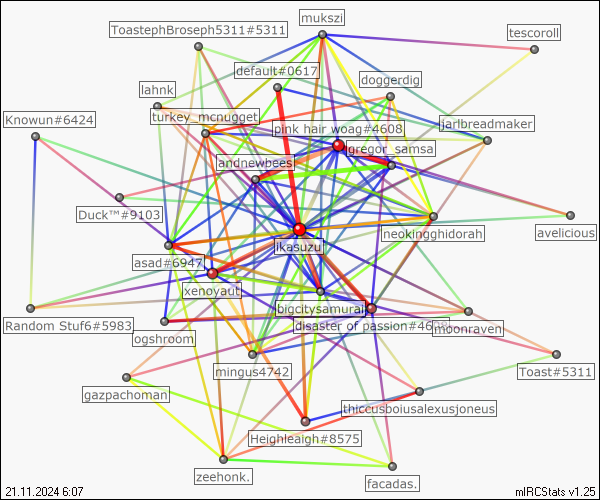 mukszi
ToastephBroseph5311#5311
tescoroll
default#0617
doggerdig
lahnk
turkey_mcnugget
Knowun#6424
jarlbreadmaker
pink hair woag#4608
gregor_samsa
andnewbees
Duck™#9103
neokingghidorah
avelicious
ikasuzu
asad#6947
xenovaut
bigcitysamurai
Random Stuf6#5983
disaster of passion#4608
moonraven
ogshroom
mingus4742
Toast#5311
gazpachoman
thiccusboiusalexusjoneus
Heighleaigh#8575
zeehonk.
facadas.
21.11.2024 6:07
mIRCStats v1.25